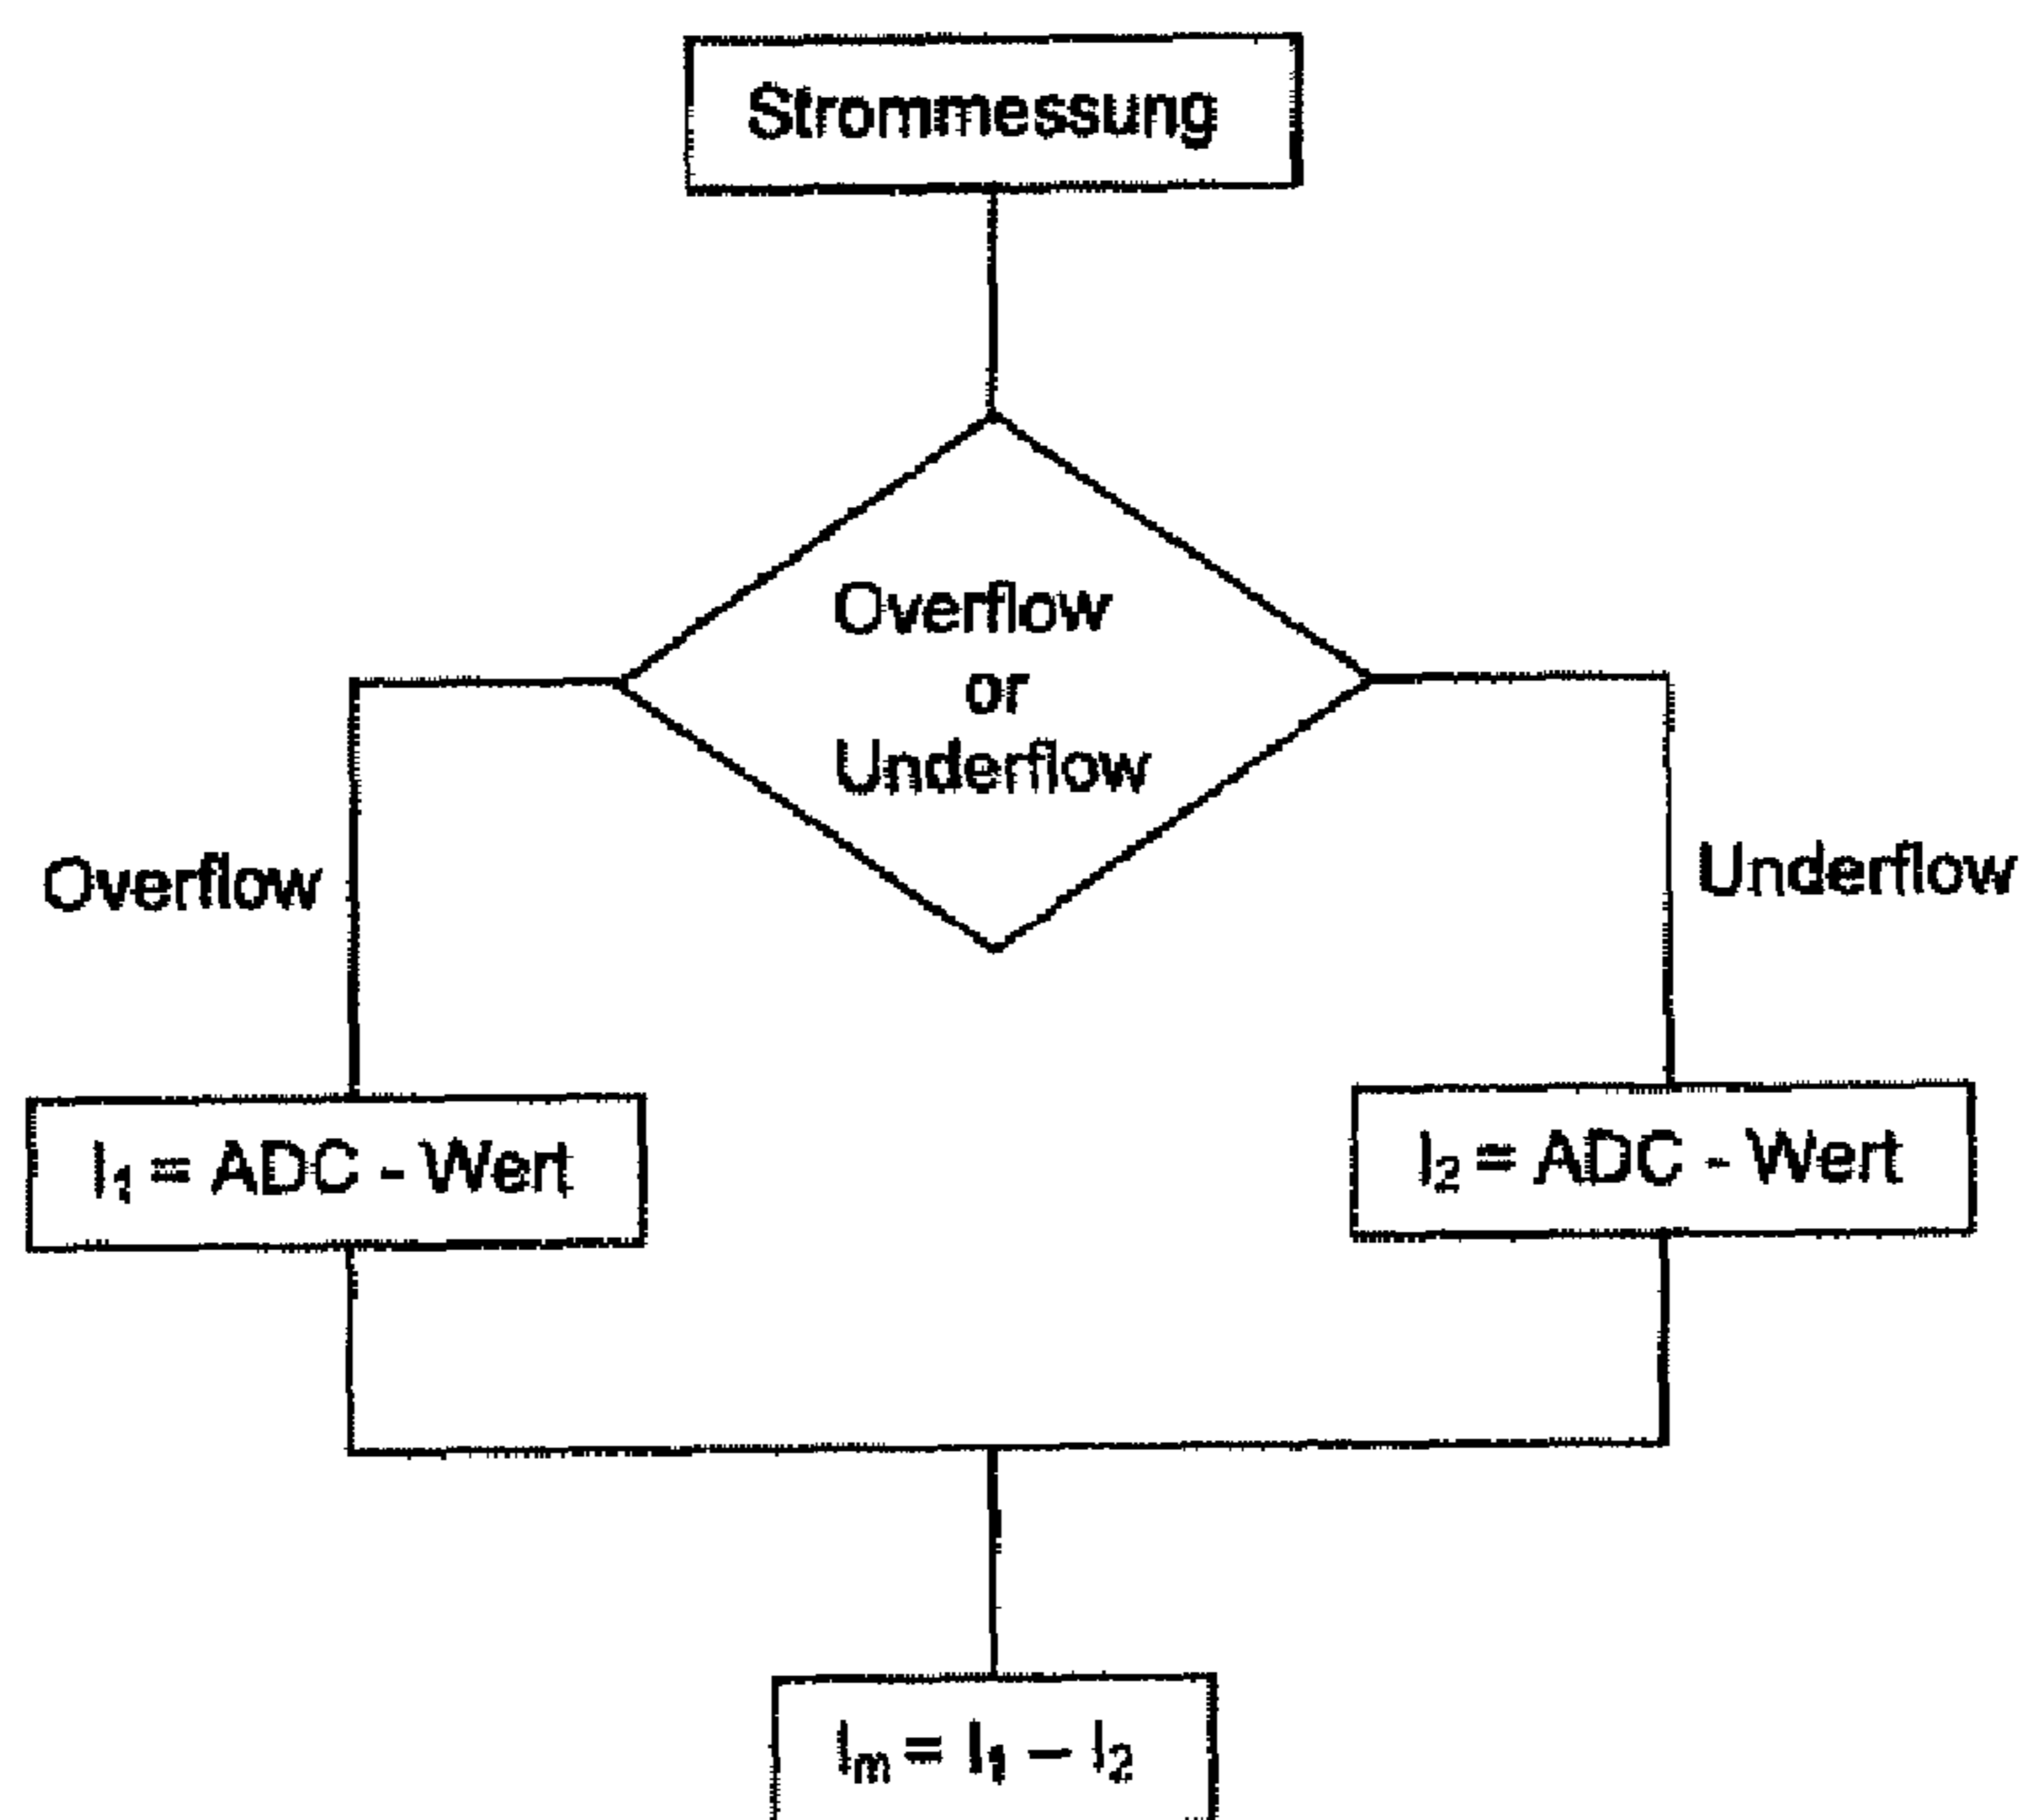 Strommessung
Overflow
or
Underflow
Overflow
Underflow
I₁ = ADC - Wert
I₂ = ADC - Wert
Iₘ = I₁ – I₂